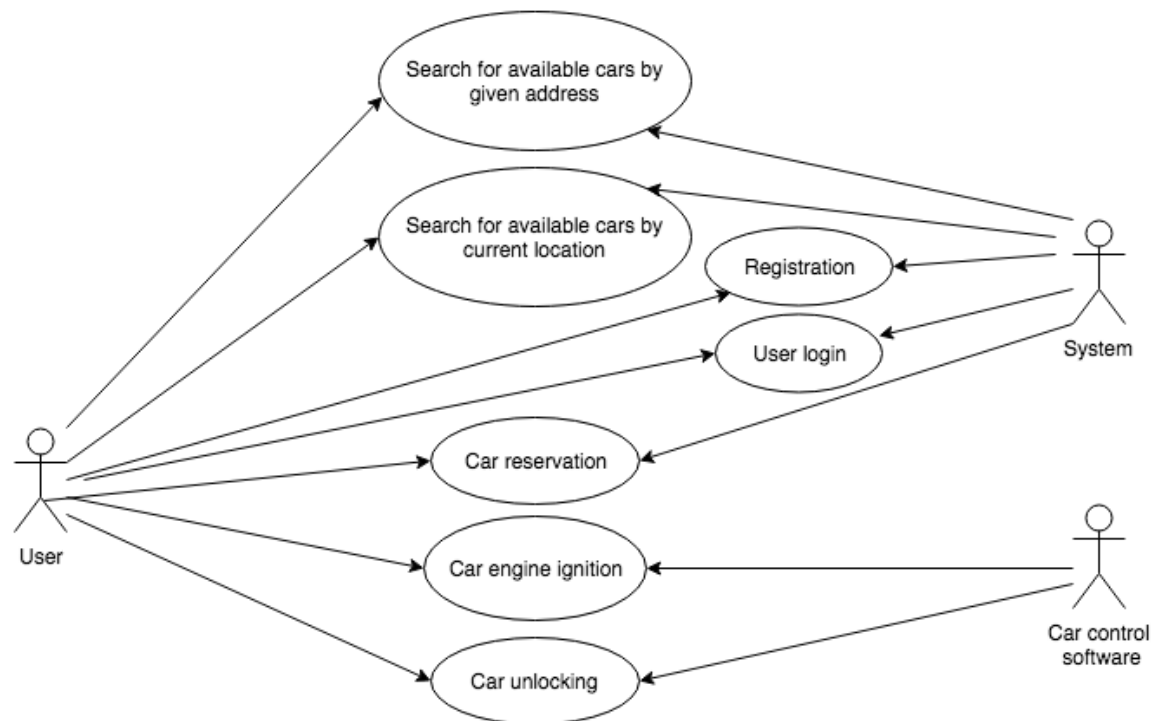 Search for available cars by
given address
Search for available cars by
current location
Registration
User login
System
Car reservation
User
Car engine ignition
Car control
software
Car unlocking